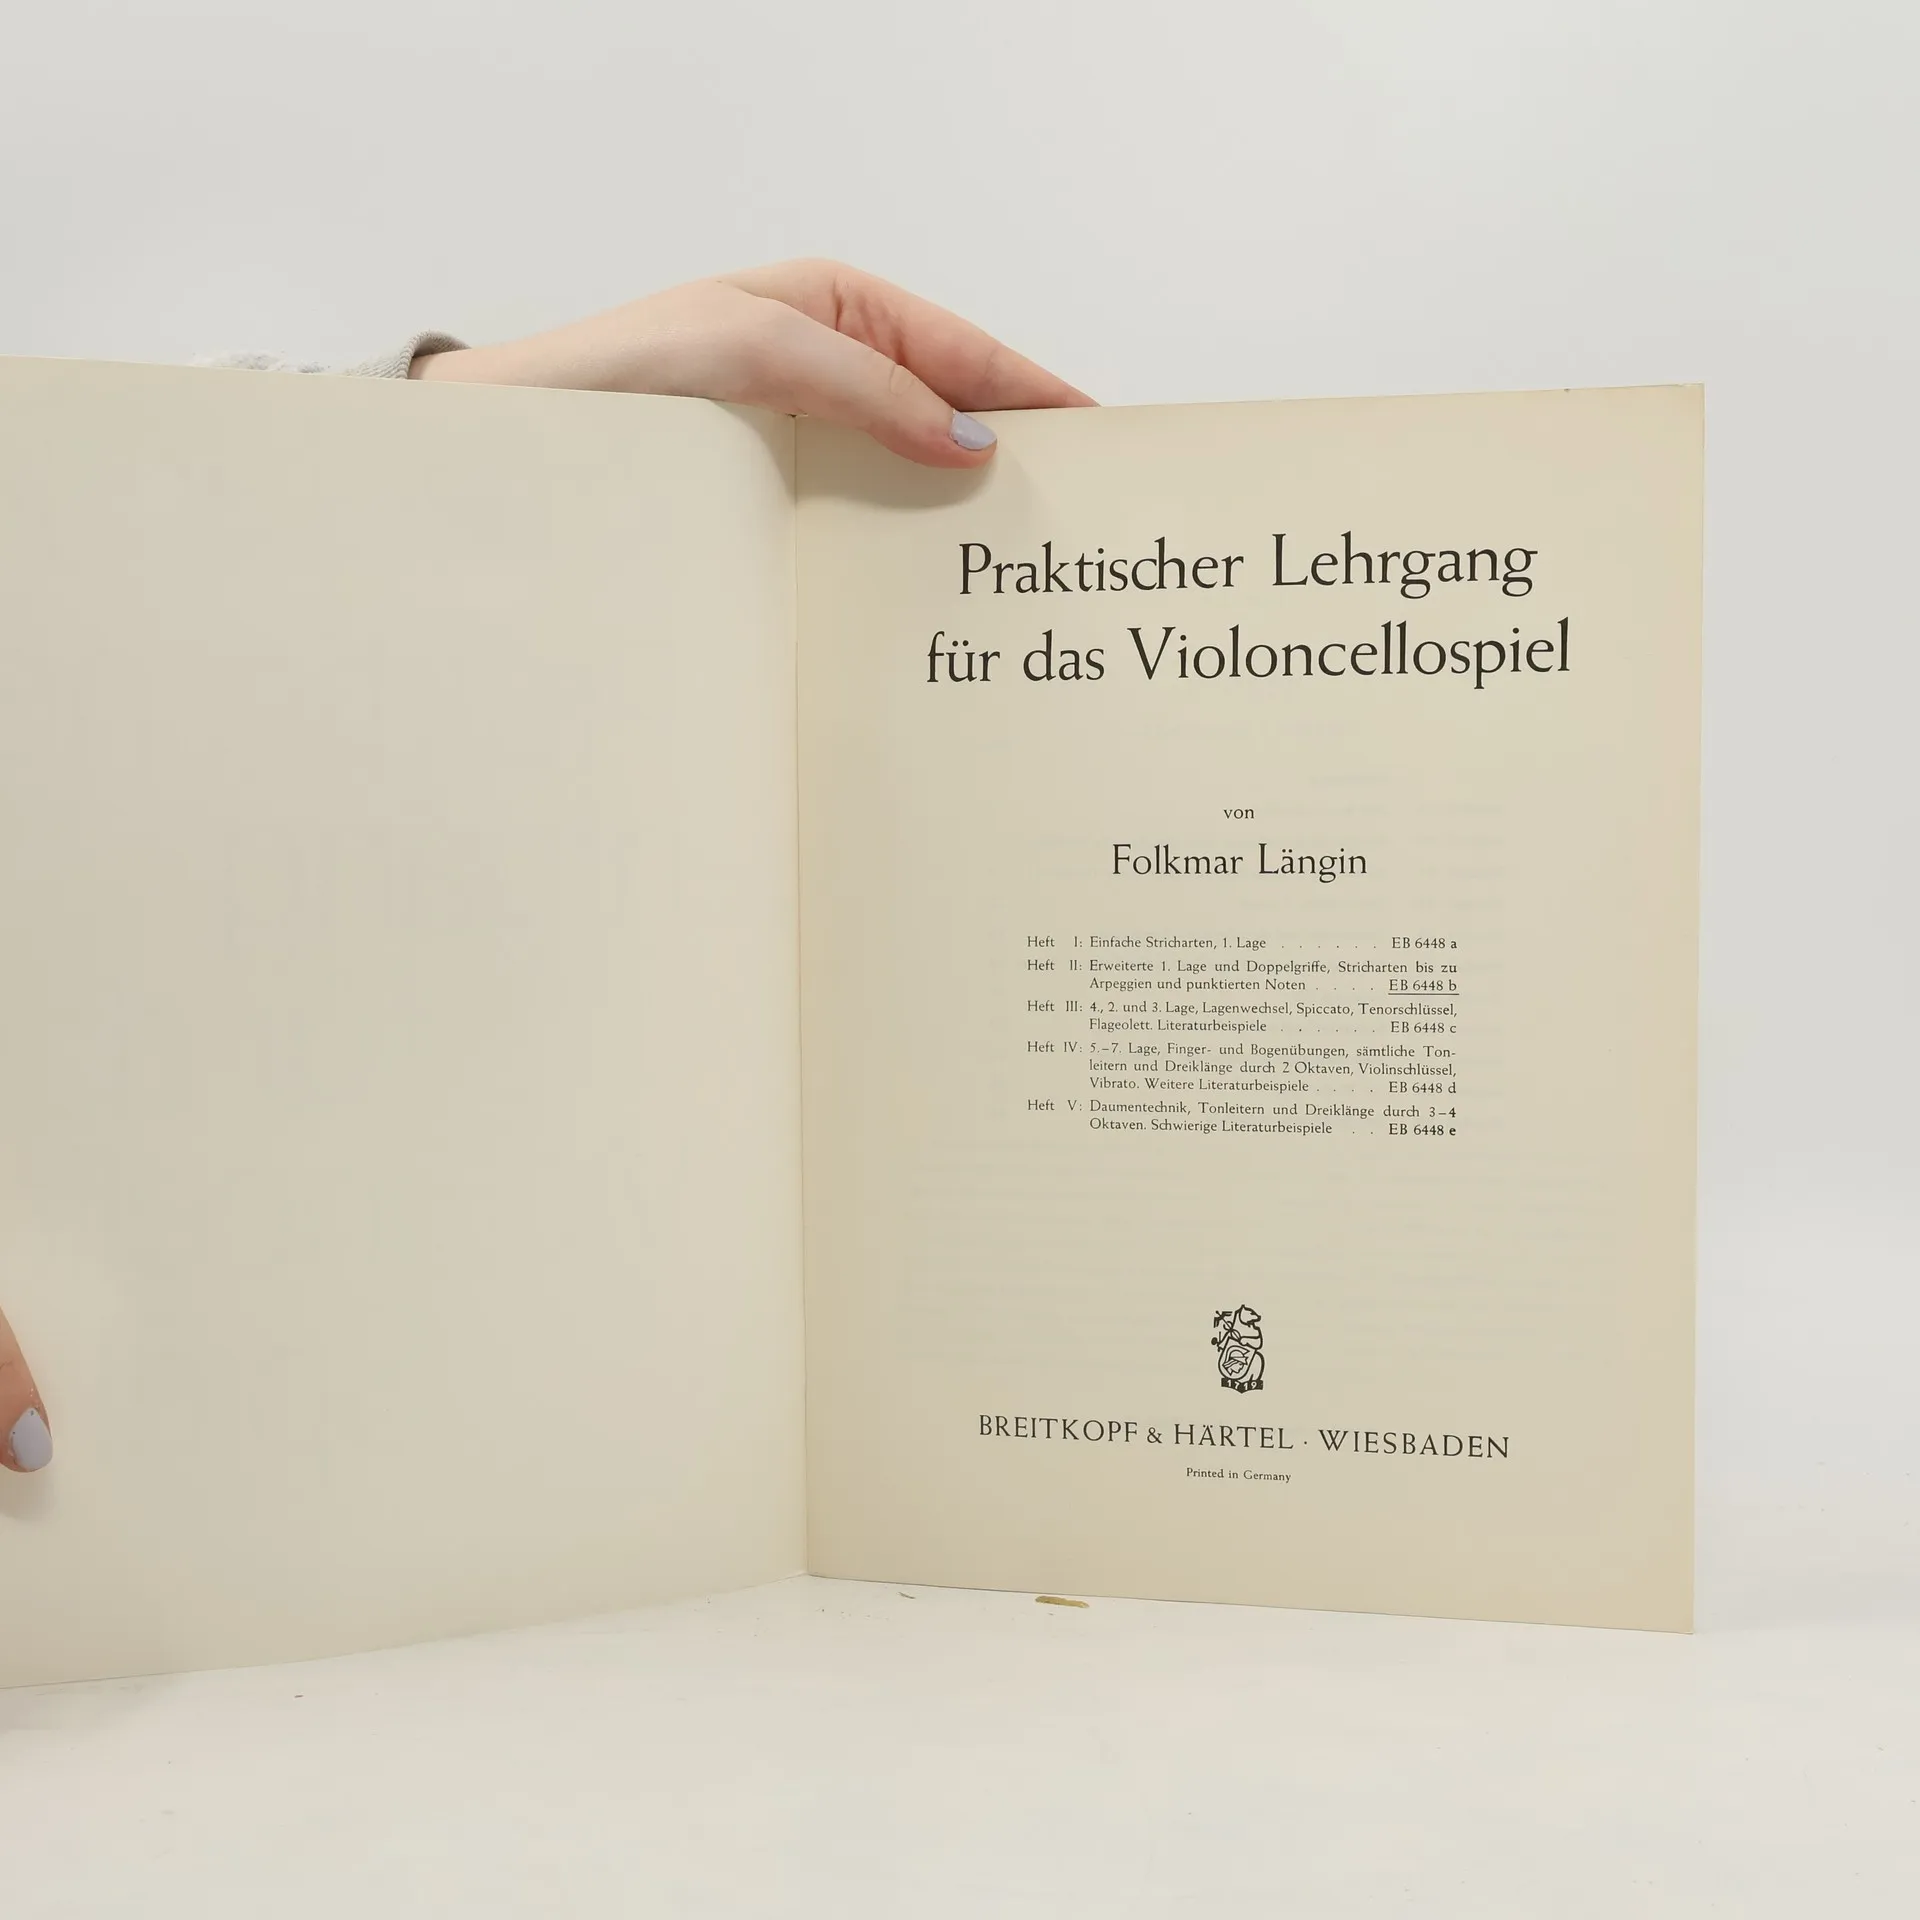 Praktischer Lehrgang
für das Violoncellospiel
von
Folkmar Längin
Heft I: Einfache Stricharten, 1. Lage . . . . . . EB 6448 a
Heft II: Erweiterte 1. Lage und Doppelgriffe, Stricharten bis zu
Arpeggien und punktierten Noten . . . . EB 6448 b
Heft III: 4., 2. und 3. Lage, Lagenwechsel, Spiccato, Tenorschlüssel,
Flageolett. Literaturbeispiele . . . . . . EB 6448 c
Heft IV: 5.–7. Lage, Finger- und Bogenübungen, sämtliche Ton-
leitern und Dreiklänge durch 2 Oktaven, Violinschlüssel,
Vibrato. Weitere Literaturbeispiele . . . . EB 6448 d
Heft V: Daumentechnik, Tonleitern und Dreiklänge durch 3–4
Oktaven. Schwierige Literaturbeispiele . . EB 6448 e
1719
BREITKOPF & HÄRTEL · WIESBADEN
Printed in Germany